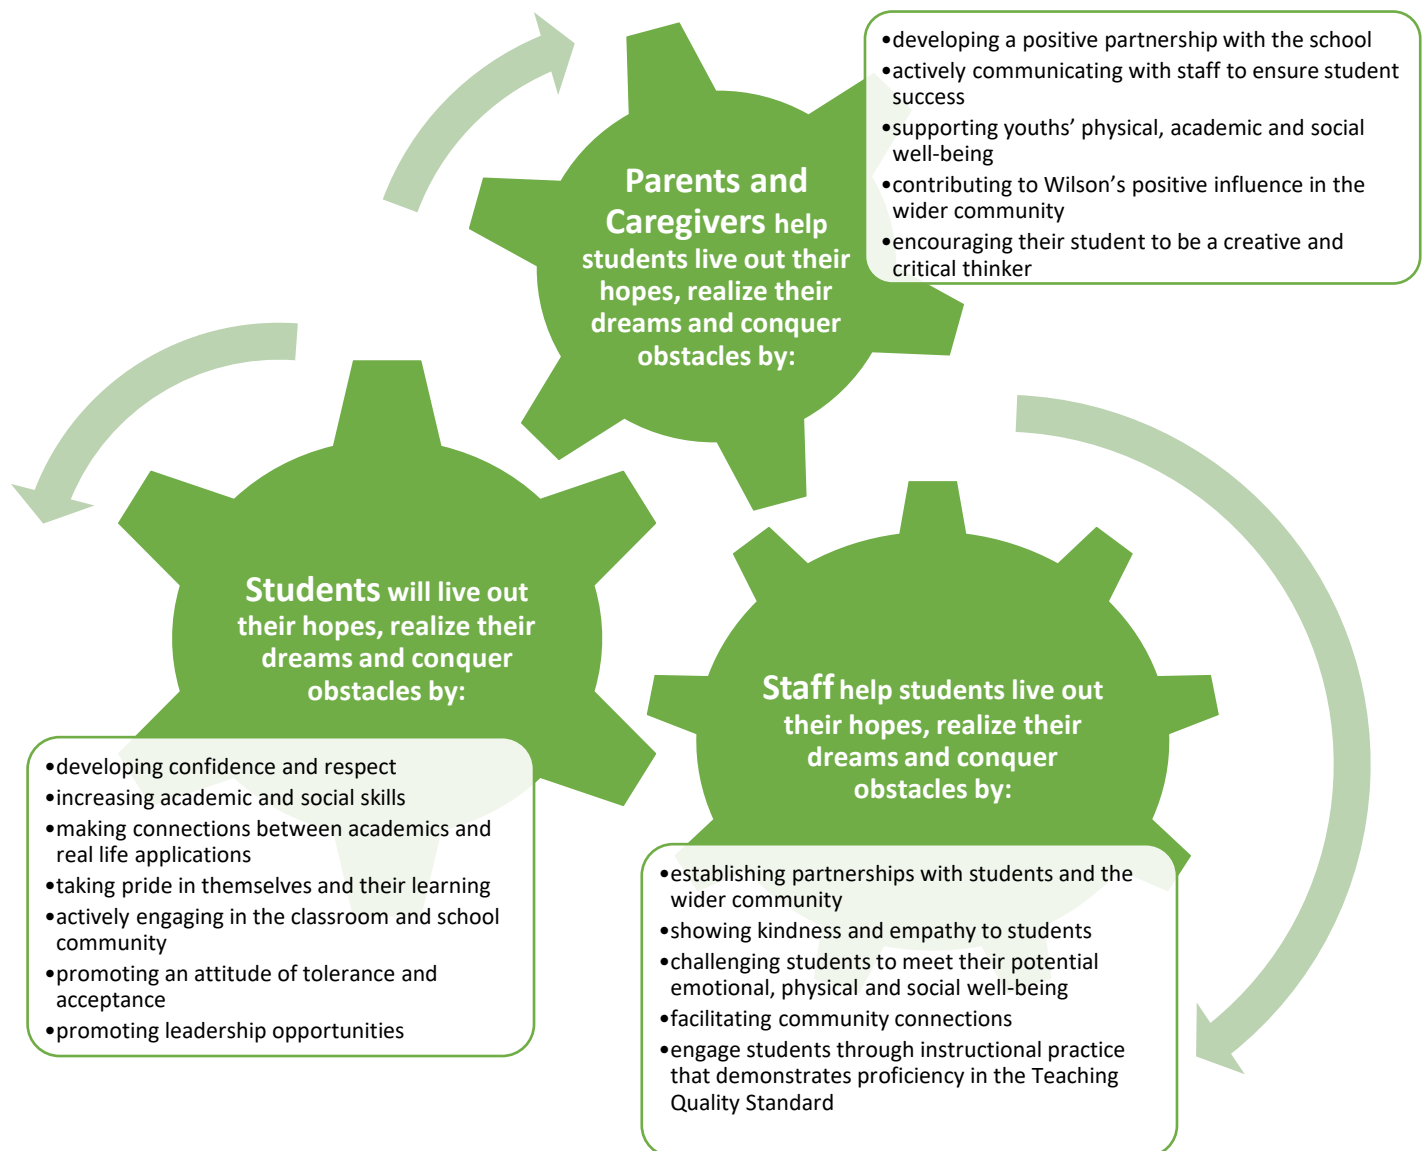 Parents and
Caregivers help
students live out their
hopes, realize their
dreams and conquer
obstacles by:
•developing a positive partnership with the school
•actively communicating with staff to ensure student
success
•supporting youths’ physical, academic and social
well-being
•contributing to Wilson’s positive influence in the
wider community
•encouraging their student to be a creative and
critical thinker
Students will live out
their hopes, realize their
dreams and conquer
obstacles by:
•developing confidence and respect
•increasing academic and social skills
•making connections between academics and
real life applications
•taking pride in themselves and their learning
•actively engaging in the classroom and school
community
•promoting an attitude of tolerance and
acceptance
•promoting leadership opportunities
Staff help students live out
their hopes, realize their
dreams and conquer
obstacles by:
•establishing partnerships with students and the
wider community
•showing kindness and empathy to students
•challenging students to meet their potential
emotional, physical and social well-being
•facilitating community connections
•engage students through instructional practice
that demonstrates proficiency in the Teaching
Quality Standard